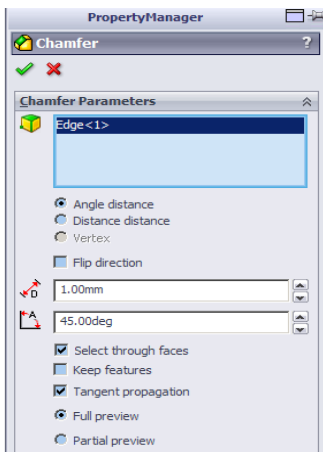 PropertyManager
Chamfer ?
Chamfer Parameters
Edge<1>
Angle distance
Distance distance
Vertex
Flip direction
D 1.00mm
A 45.00deg
Select through faces
Keep features
Tangent propagation
Full preview
Partial preview